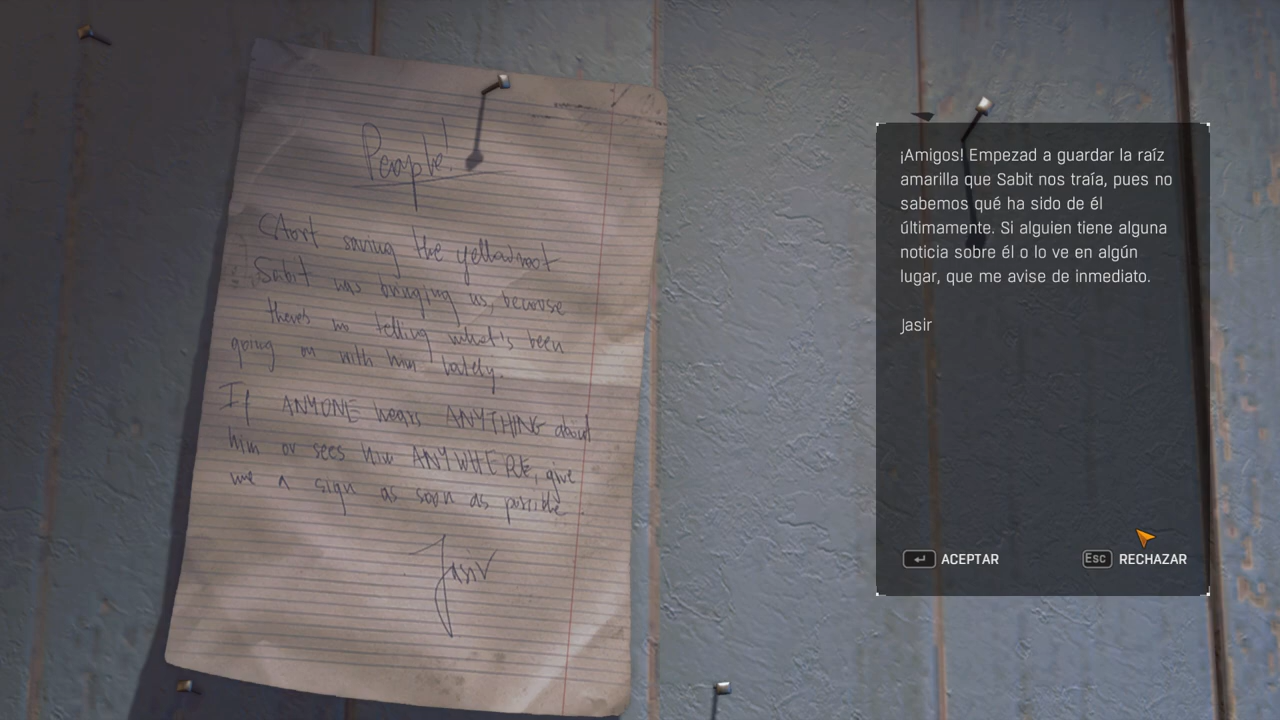 People!
Start saving the yellowroot
Sabit was bringing us, because
there's no telling what's been
going on with him lately.
If ANYONE hears ANYTHING about
him or sees him ANYWHERE, give
me a sign as soon as possible.
Jasir
¡Amigos! Empezad a guardar la raíz
amarilla que Sabit nos traía, pues no
sabemos qué ha sido de él
últimamente. Si alguien tiene alguna
noticia sobre él o lo ve en algún
lugar, que me avise de inmediato.
Jasir
ACEPTAR
Esc RECHAZAR